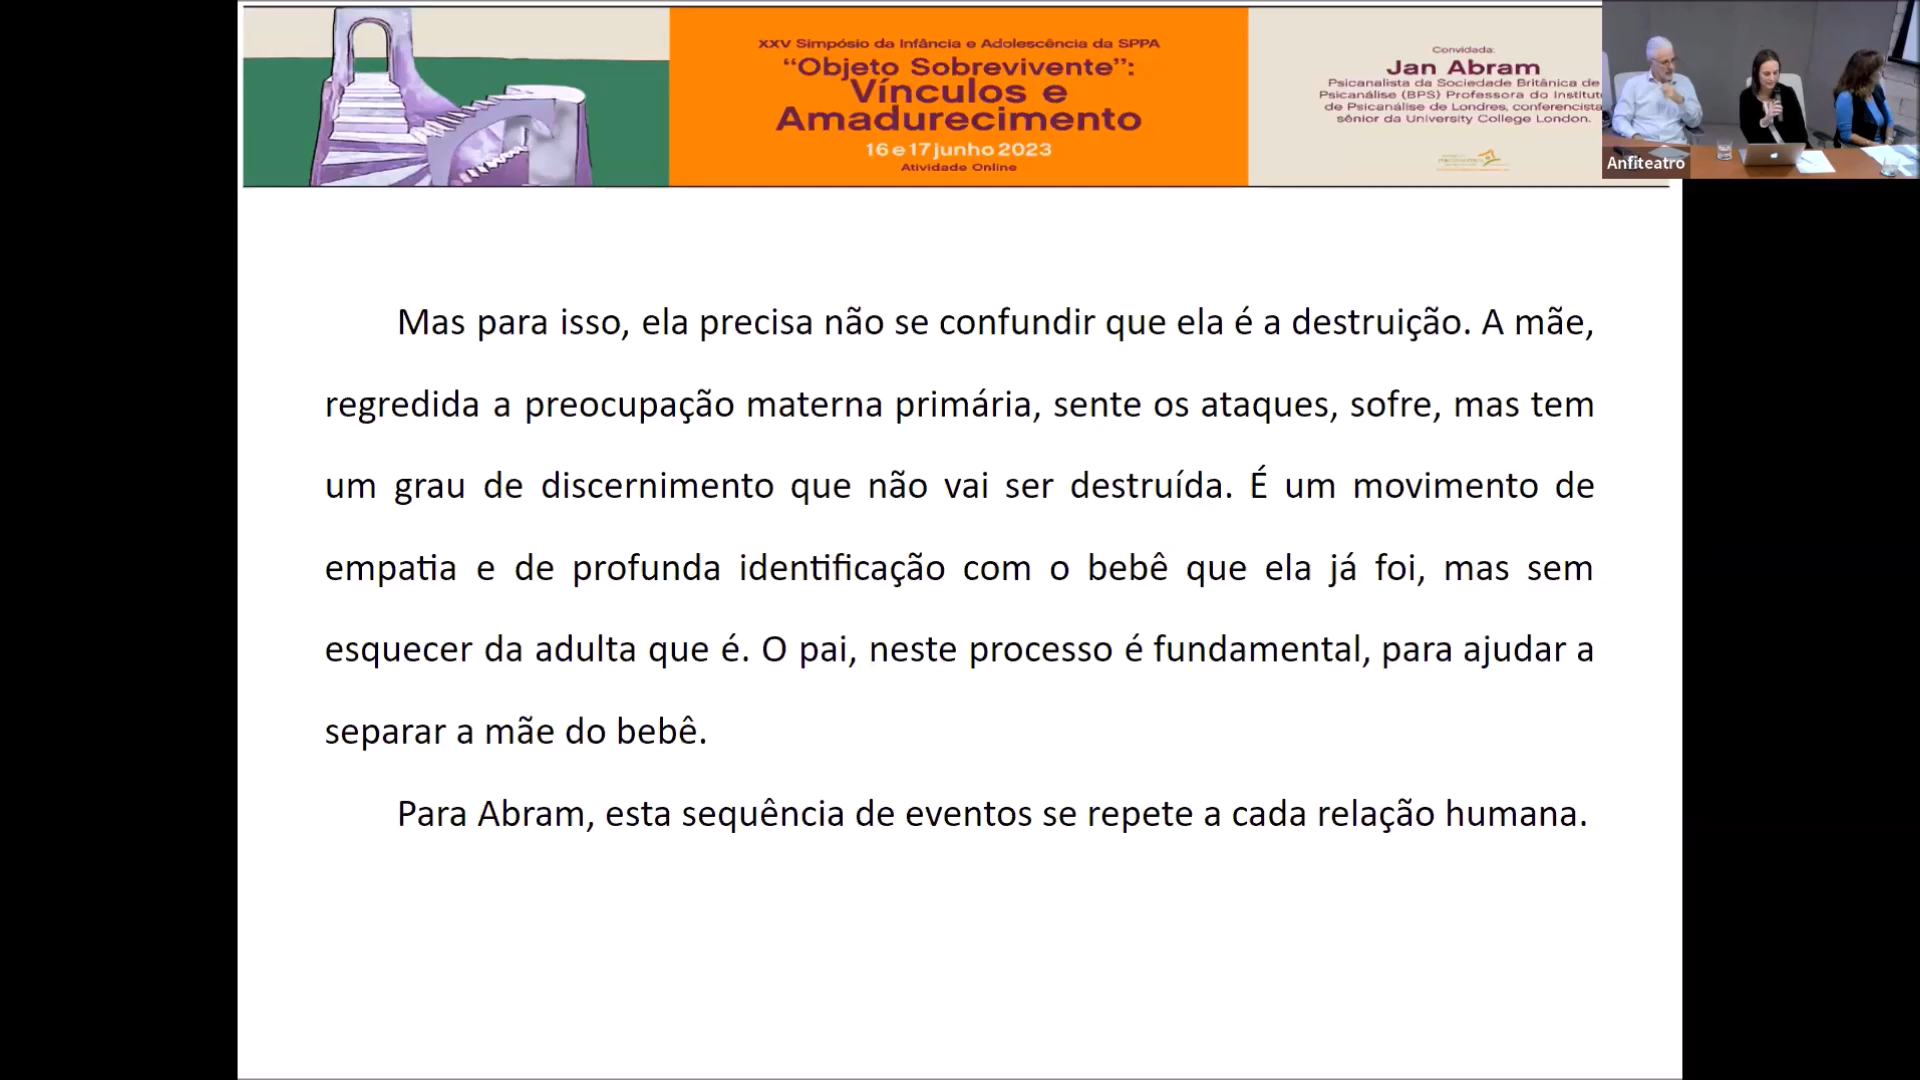 XXV Simpósio da Infância e Adolescência da SPPA
“Objeto Sobrevivente”:
Vínculos e
Amadurecimento
16 e 17 junho 2023
Atividade Online
Convidada:
Jan Abram
Psicanalista da Sociedade Britânica de
Psicanálise (BPS) Professora do Institut
de Psicanálise de Londres, conferencista
sênior da University College London.
Anfiteatro
Mas para isso, ela precisa não se confundir que ela é a destruição. A mãe,
regredida a preocupação materna primária, sente os ataques, sofre, mas tem
um grau de discernimento que não vai ser destruída. É um movimento de
empatia e de profunda identificação com o bebê que ela já foi, mas sem
esquecer da adulta que é. O pai, neste processo é fundamental, para ajudar a
separar a mãe do bebê.
Para Abram, esta sequência de eventos se repete a cada relação humana.